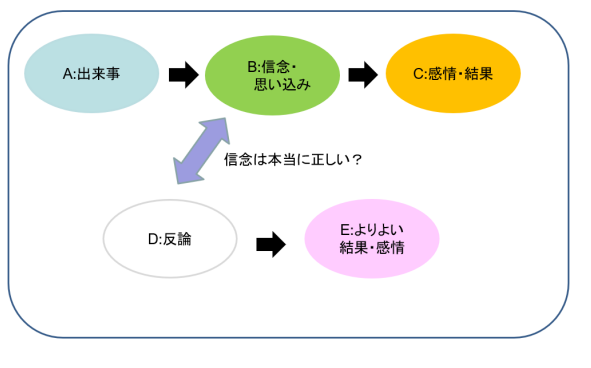 A:出来事
B:信念・
思い込み
C:感情・結果
信念は本当に正しい？
D:反論
E:よりよい
結果・感情